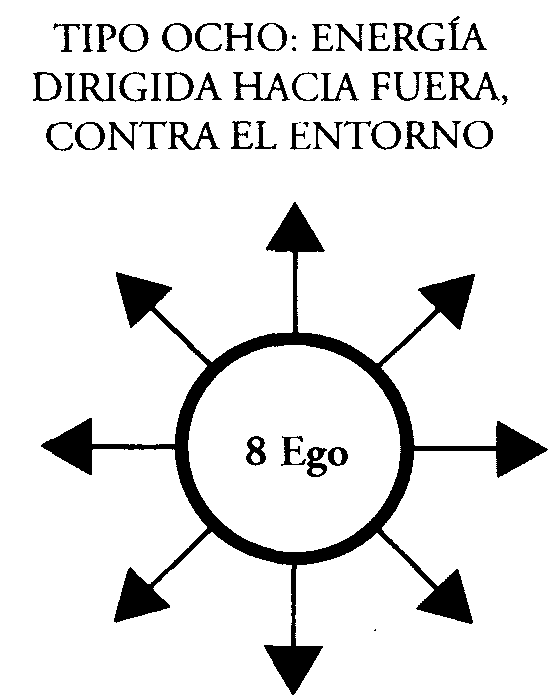 TIPO OCHO: ENERGÍA
DIRIGIDA HACIA FUERA,
CONTRA EL ENTORNO
8 Ego